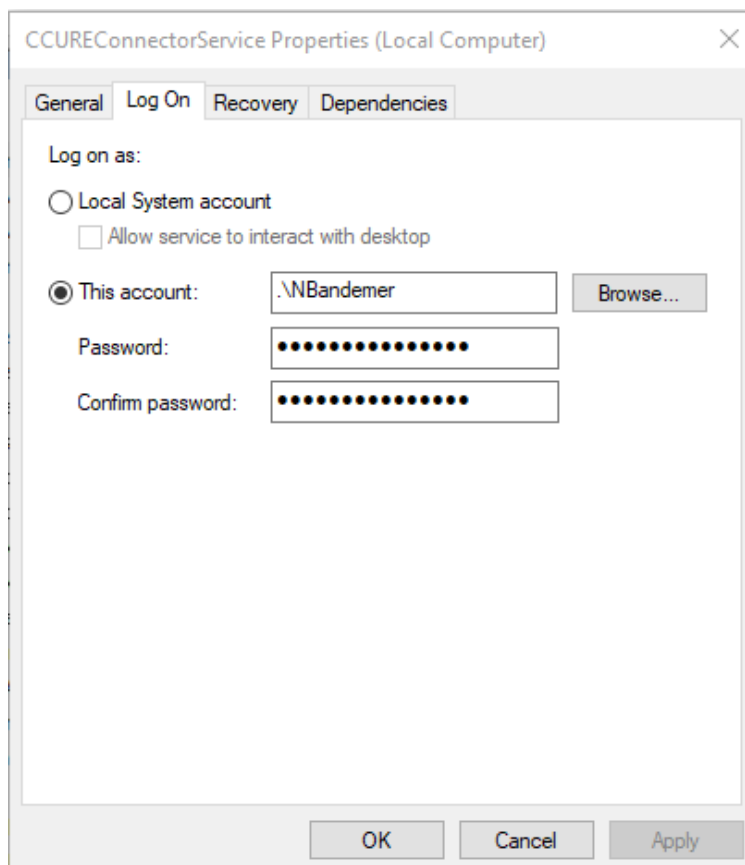 CCUREConnectorService Properties (Local Computer)
General Log On Recovery Dependencies
Log on as:
Local System account
Allow service to interact with desktop
This account: .\NBandemer Browse...
Password: •••••••••••••••
Confirm password: •••••••••••••••
OK Cancel Apply